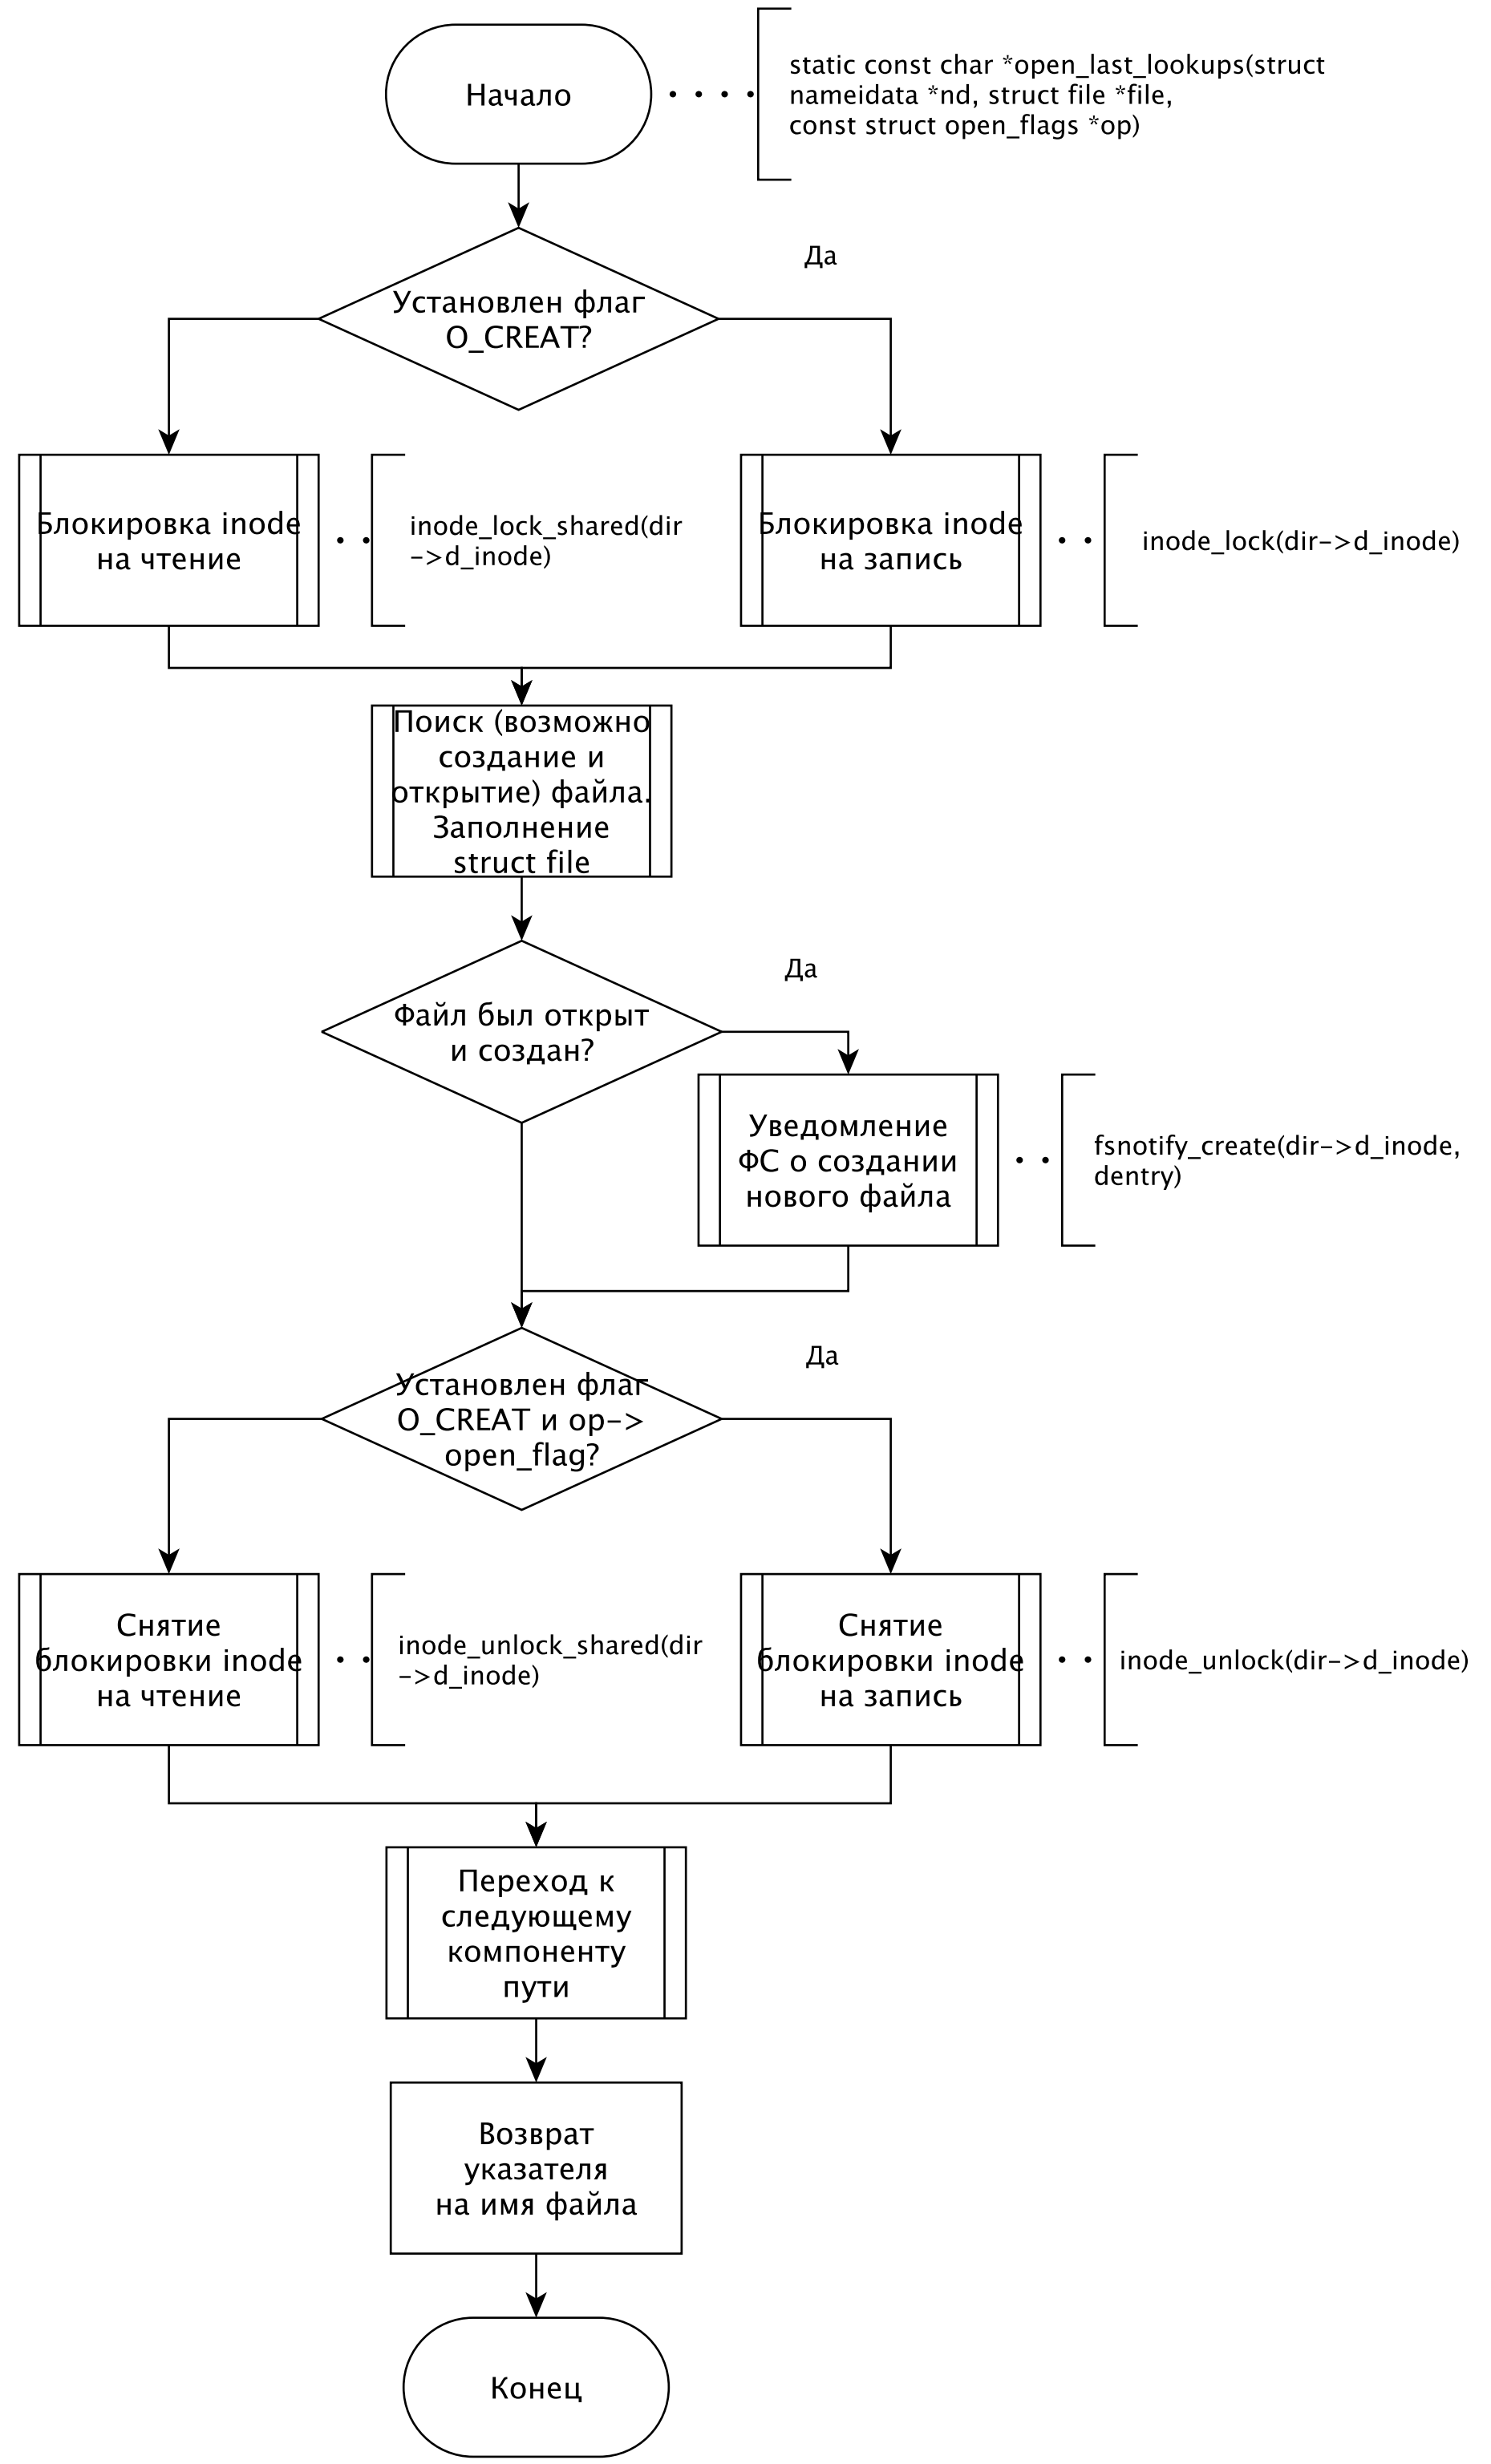 Начало
static const char *open_last_lookups(struct
nameidata *nd, struct file *file,
const struct open_flags *op)
Да
Установлен флаг
O_CREAT?
Блокировка inode
на чтение
inode_lock_shared(dir
->d_inode)
Блокировка inode
на запись
inode_lock(dir->d_inode)
Поиск (возможно
создание и
открытие) файла.
Заполнение
struct file
Да
Файл был открыт
и создан?
Уведомление
ФС о создании
нового файла
fsnotify_create(dir->d_inode,
dentry)
Да
Установлен флаг
O_CREAT и op->
open_flag?
Снятие
блокировки inode
на чтение
inode_unlock_shared(dir
->d_inode)
Снятие
блокировки inode
на запись
inode_unlock(dir->d_inode)
Переход к
следующему
компоненту
пути
Возврат
указателя
на имя файла
Конец